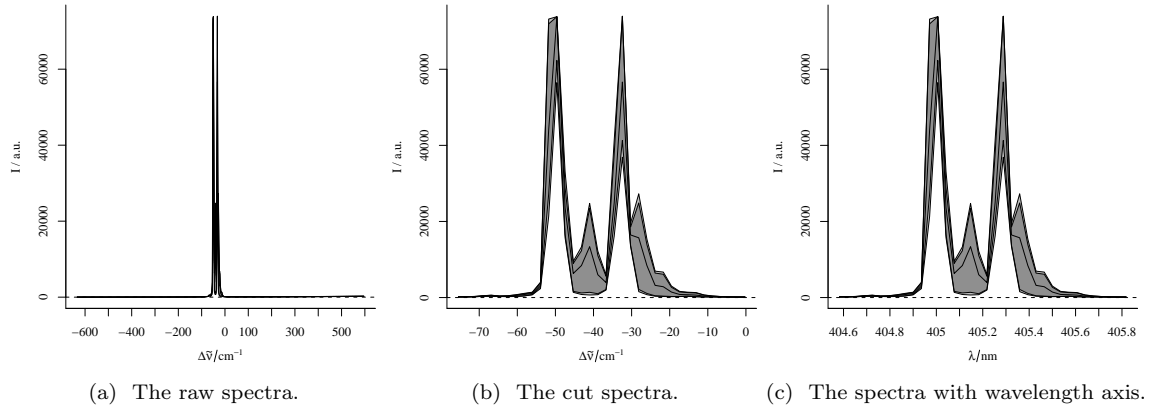 I / a.u.
0 20000 40000 60000
−600 −200 0 100 300 500
Δν̃/cm⁻¹
(a) The raw spectra.
I / a.u.
0 20000 40000 60000
−70 −60 −50 −40 −30 −20 −10 0
Δν̃/cm⁻¹
(b) The cut spectra.
I / a.u.
0 20000 40000 60000
404.6 404.8 405 405.2 405.4 405.6 405.8
λ/nm
(c) The spectra with wavelength axis.